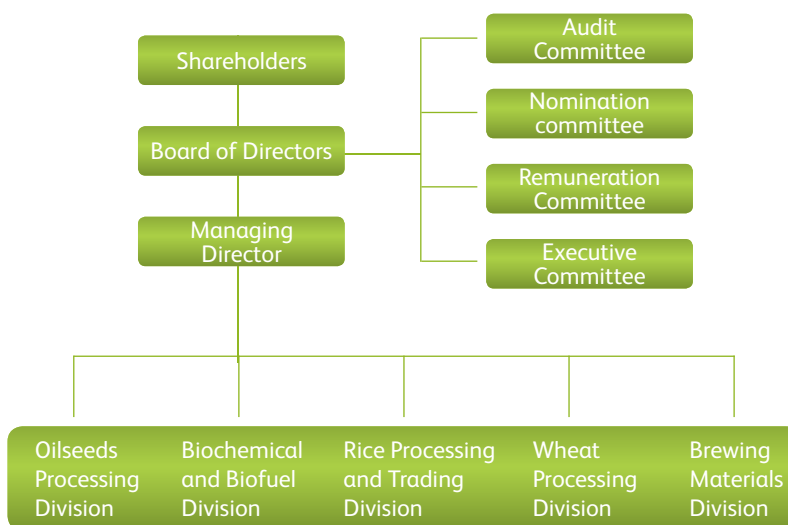 Shareholders
Board of Directors
Managing
Director
Audit
Committee
Nomination
committee
Remuneration
Committee
Executive
Committee
Oilseeds
Processing
Division
Biochemical
and Biofuel
Division
Rice Processing
and Trading
Division
Wheat
Processing
Division
Brewing
Materials
Division